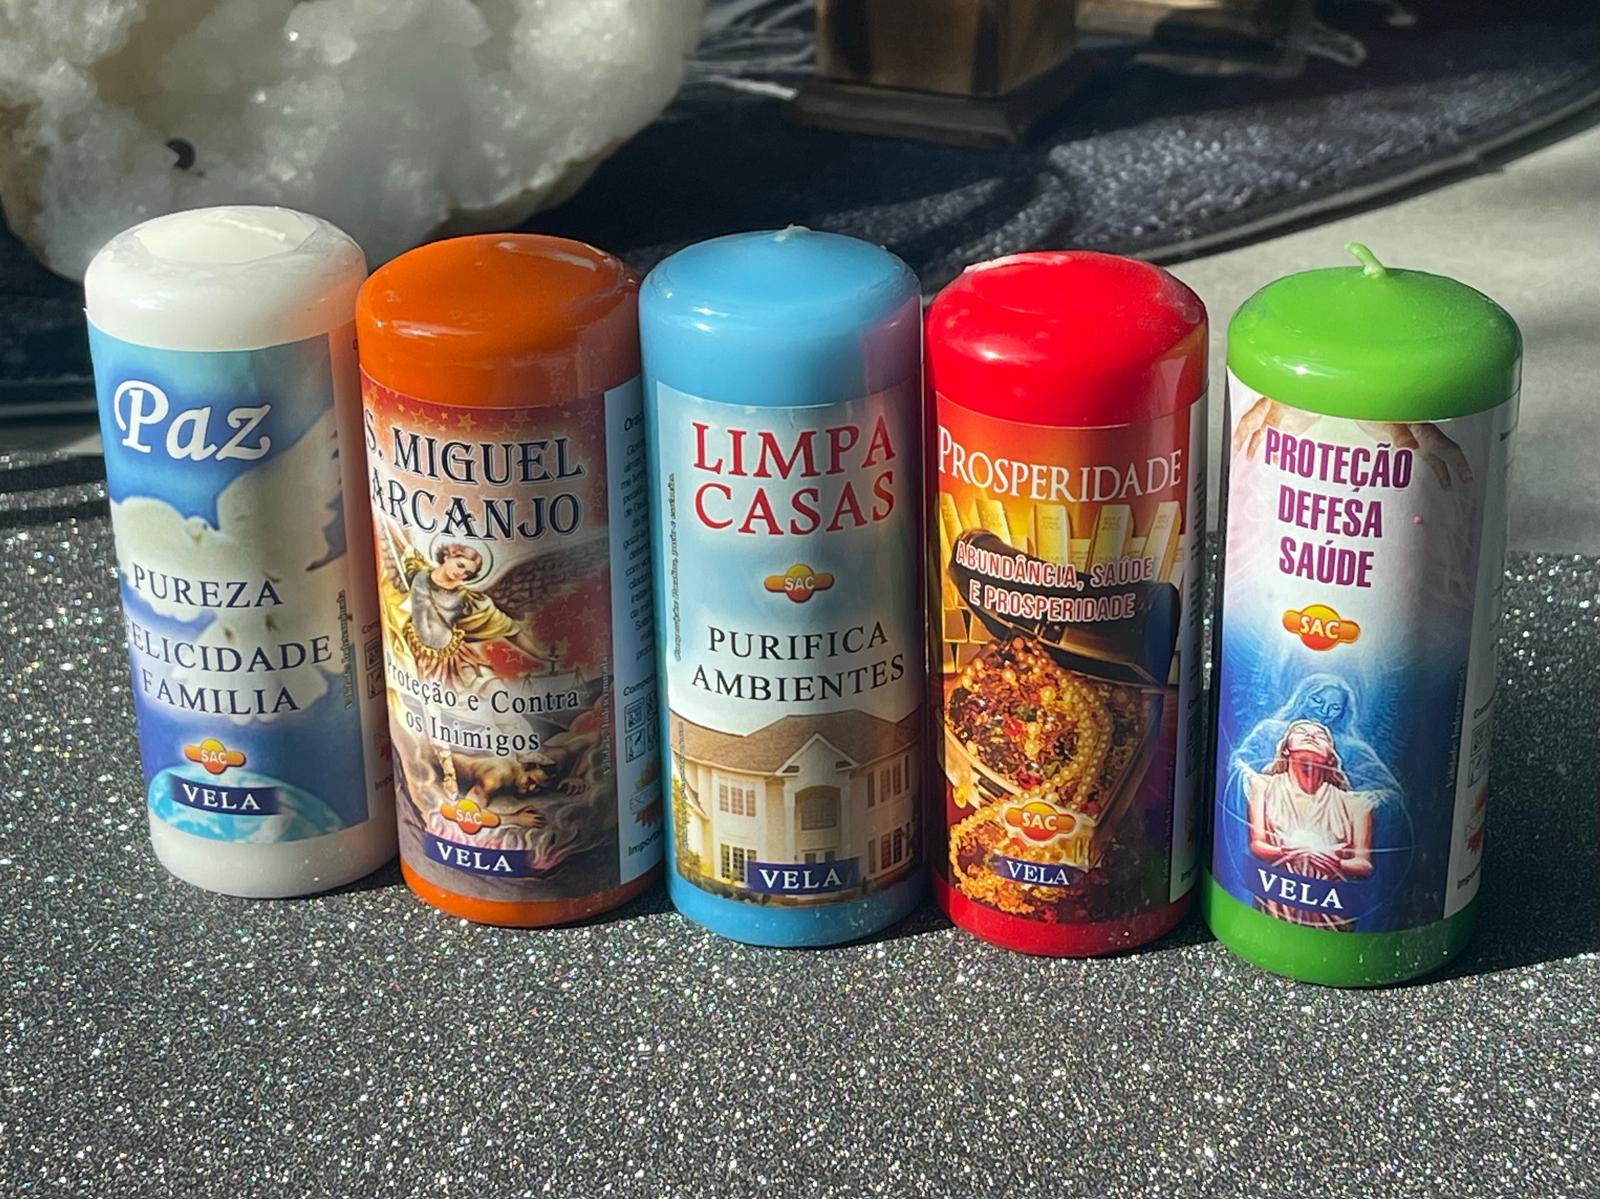 Paz
PUREZA
FELICIDADE
FAMILIA
SAC
VELA
S. MIGUEL
ARCANJO
Proteção e Contra
os Inimigos
SAC
VELA
LIMPA
CASAS
SAC
PURIFICA
AMBIENTES
VELA
PROSPERIDADE
ABUNDÂNCIA, SAÚDE
E PROSPERIDADE
SAC
VELA
PROTEÇÃO
DEFESA
SAÚDE
SAC
VELA